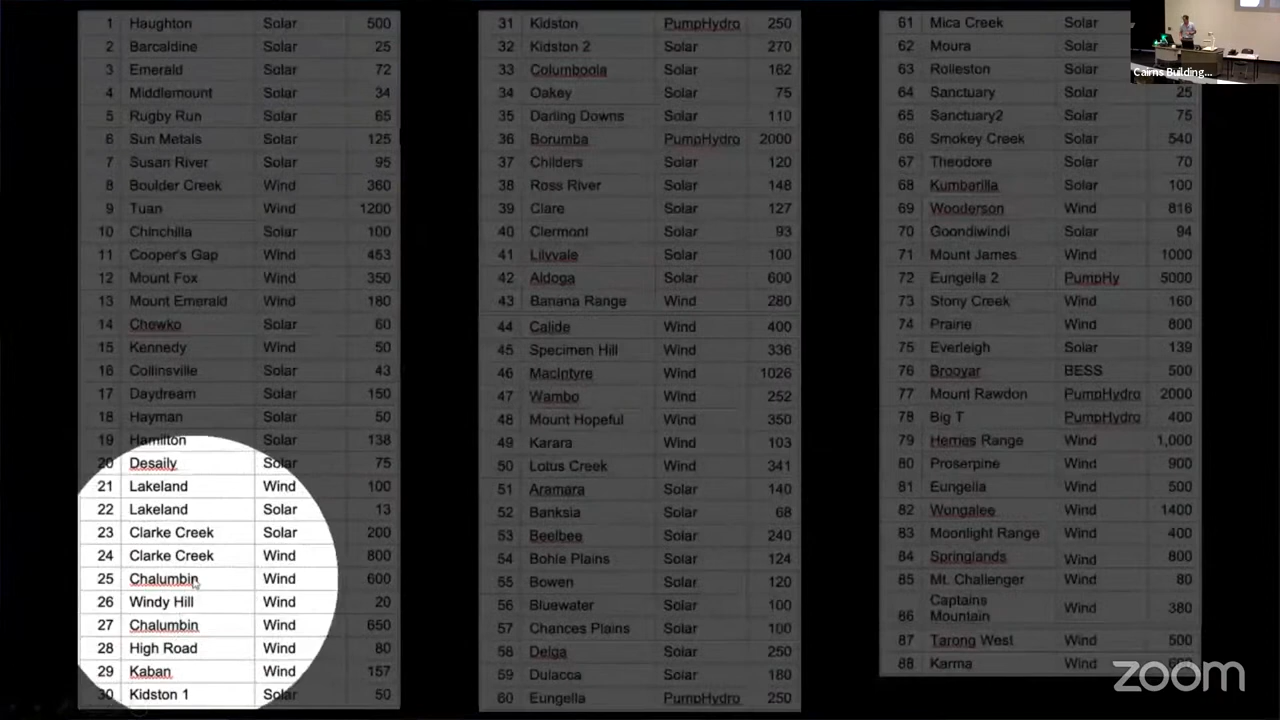 1 Haughton Solar 500
2 Barcaldine Solar 25
3 Emerald Solar 72
4 Middlemount Solar 34
5 Rugby Run Solar 65
6 Sun Metals Solar 125
7 Susan River Solar 95
8 Boulder Creek Wind 360
9 Tuan Wind 1200
10 Chinchilla Solar 100
11 Cooper's Gap Wind 453
12 Mount Fox Wind 350
13 Mount Emerald Wind 180
14 Chewko Solar 60
15 Kennedy Wind 50
16 Collinsville Solar 43
17 Daydream Solar 150
18 Hayman Solar 50
19 Hamilton Solar 138
20 Desaily Solar 75
21 Lakeland Wind 100
22 Lakeland Solar 13
23 Clarke Creek Solar 200
24 Clarke Creek Wind 800
25 Chalumbin Wind 600
26 Windy Hill Wind 20
27 Chalumbin Wind 650
28 High Road Wind 80
29 Kaban Wind 157
30 Kidston 1 Solar 50
31 Kidston PumpHydro 250
32 Kidston 2 Solar 270
33 Columboola Solar 162
34 Oakey Solar 75
35 Darling Downs Solar 110
36 Borumba PumpHydro 2000
37 Childers Solar 120
38 Ross River Solar 148
39 Clare Solar 127
40 Clermont Solar 93
41 Lilyvale Solar 100
42 Aldoga Solar 600
43 Banana Range Wind 280
44 Calide Wind 400
45 Specimen Hill Wind 336
46 MacIntyre Wind 1026
47 Wambo Wind 252
48 Mount Hopeful Wind 350
49 Karara Wind 103
50 Lotus Creek Wind 341
51 Aramara Solar 140
52 Banksia Solar 68
53 Beelbee Solar 240
54 Bohle Plains Solar 124
55 Bowen Solar 120
56 Bluewater Solar 100
57 Chances Plains Solar 100
58 Delga Solar 250
59 Dulacca Solar 180
60 Eungella PumpHydro 250
61 Mica Creek Solar
62 Moura Solar
63 Rolleston Solar
64 Sanctuary Solar 25
65 Sanctuary2 Solar 75
66 Smokey Creek Solar 540
67 Theodore Solar 70
68 Kumbarilla Solar 100
69 Wooderson Wind 816
70 Goondiwindi Solar 94
71 Mount James Wind 1000
72 Eungella 2 PumpHy 5000
73 Stony Creek Wind 160
74 Prairie Wind 800
75 Everleigh Solar 139
76 Brooyar BESS 500
77 Mount Rawdon PumpHydro 2000
78 Big T PumpHydro 400
79 Herries Range Wind 1,000
80 Proserpine Wind 900
81 Eungella Wind 500
82 Wongalee Wind 1400
83 Moonlight Range Wind 400
84 Springlands Wind 800
85 Mt. Challenger Wind 80
86 Captains Mountain Wind 380
87 Tarong West Wind 500
88 Karma Wind
Cairns Building...
zoom